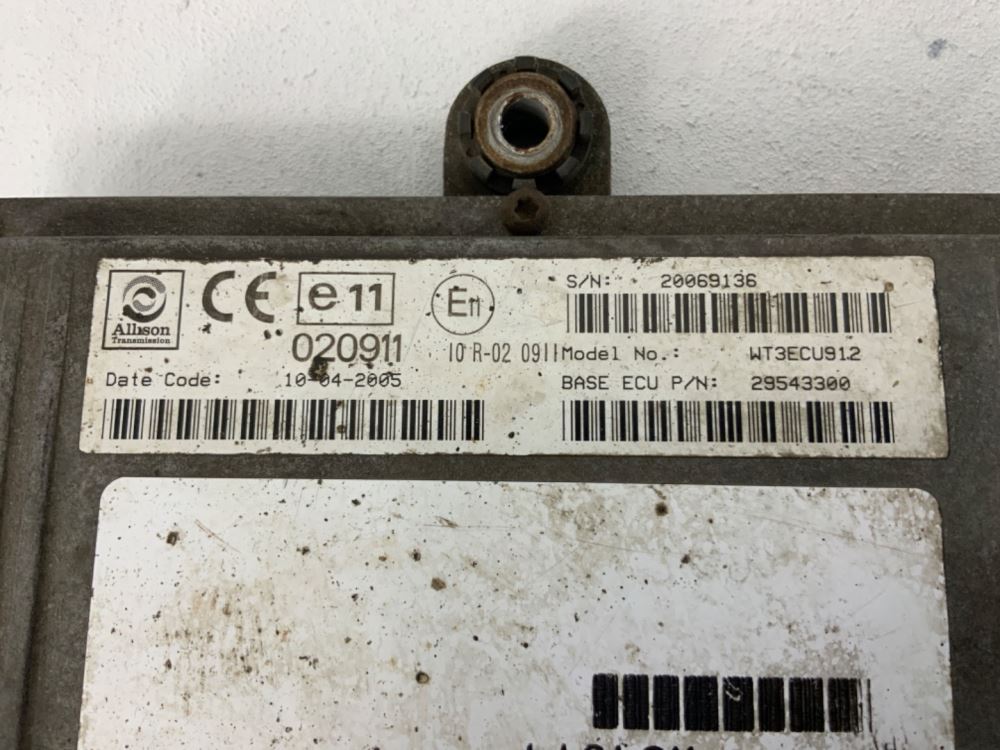 Allison
Transmission
CE
e11
020911
E11
10 R-02 0911
Date Code: 10-04-2005
S/N: 20069136
Model No.: WT3ECU912
BASE ECU P/N: 29543300